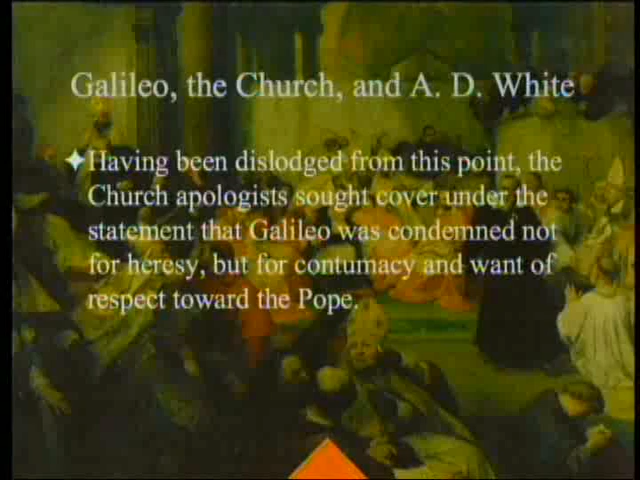 Galileo, the Church, and A. D. White
Having been dislodged from this point, the
Church apologists sought cover under the
statement that Galileo was condemned not
for heresy, but for contumacy and want of
respect toward the Pope.